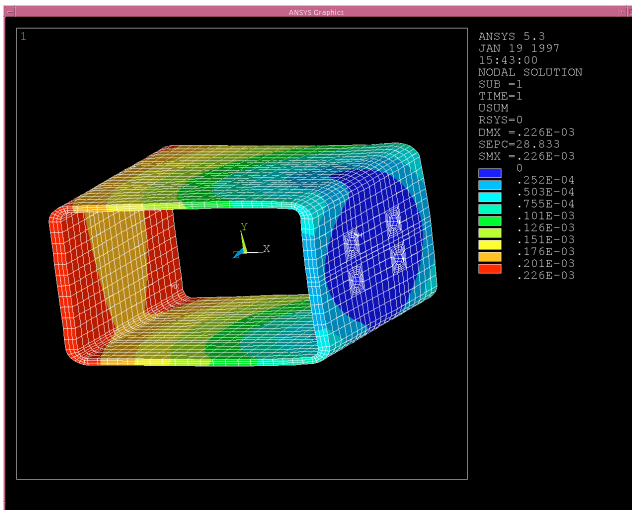 ANSYS Graphics
1
ANSYS 5.3
JAN 19 1997
15:43:00
NODAL SOLUTION
SUB =1
TIME=1
USUM
RSYS=0
DMX =.226E-03
SEPC=28.833
SMX =.226E-03
0
.252E-04
.503E-04
.755E-04
.101E-03
.126E-03
.151E-03
.176E-03
.201E-03
.226E-03
Y
X
Z